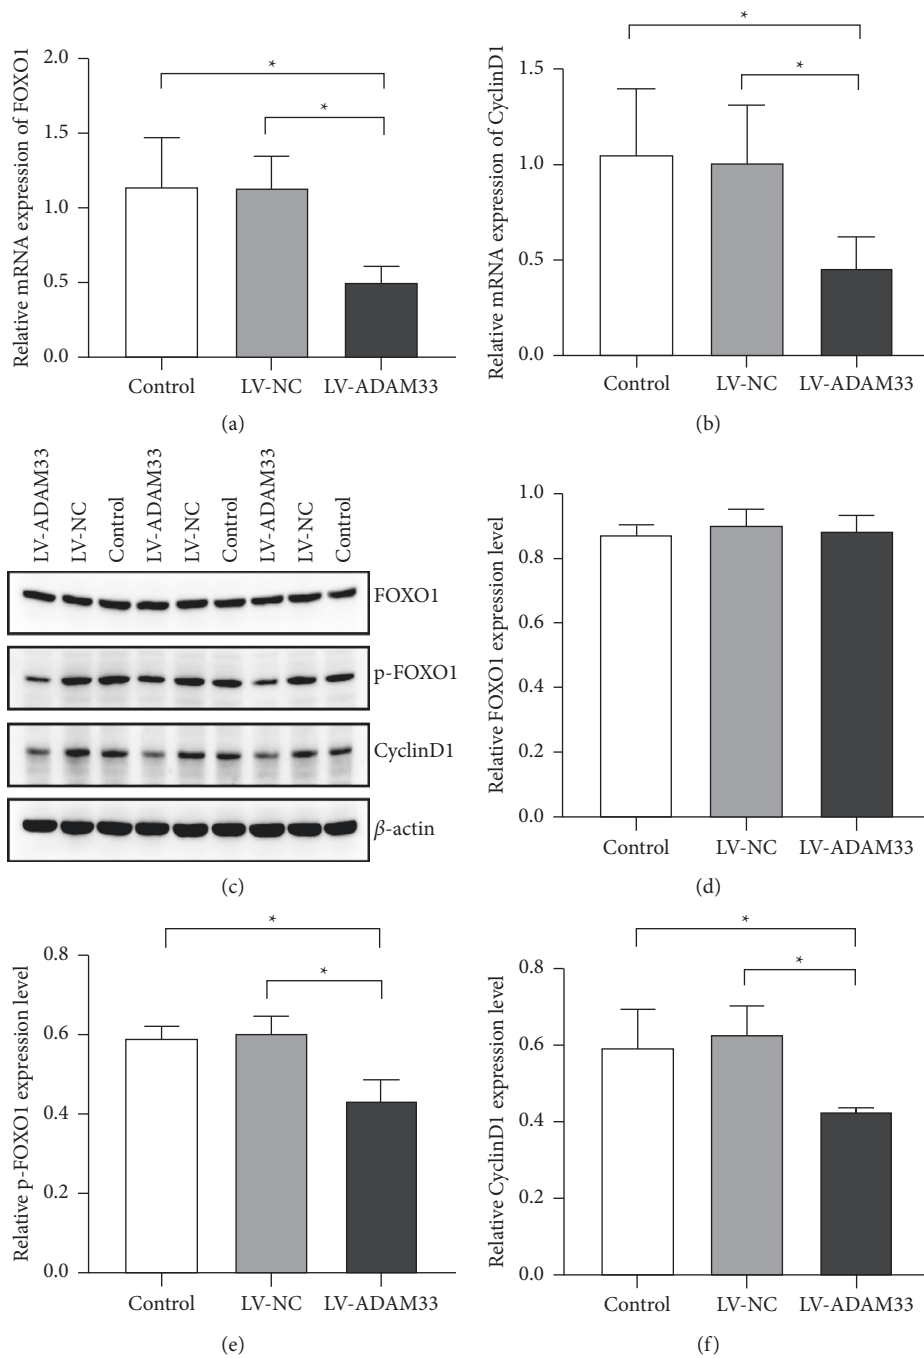 Relative mRNA expression of FOXO1
2.0
1.5
1.0
0.5
0.0
*
*
Control
LV-NC
LV-ADAM33
(a)
Relative mRNA expression of CyclinD1
1.5
1.0
0.5
0.0
*
*
Control
LV-NC
LV-ADAM33
(b)
LV-ADAM33
LV-NC
Control
LV-ADAM33
LV-NC
Control
LV-ADAM33
LV-NC
Control
FOXO1
p-FOXO1
CyclinD1
β-actin
(c)
Relative FOXO1 expression level
1.0
0.8
0.6
0.4
0.2
0.0
Control
LV-NC
LV-ADAM33
(d)
Relative p-FOXO1 expression level
0.8
0.6
0.4
0.2
0.0
*
*
Control
LV-NC
LV-ADAM33
(e)
Relative CyclinD1 expression level
0.8
0.6
0.4
0.2
0.0
*
*
Control
LV-NC
LV-ADAM33
(f)